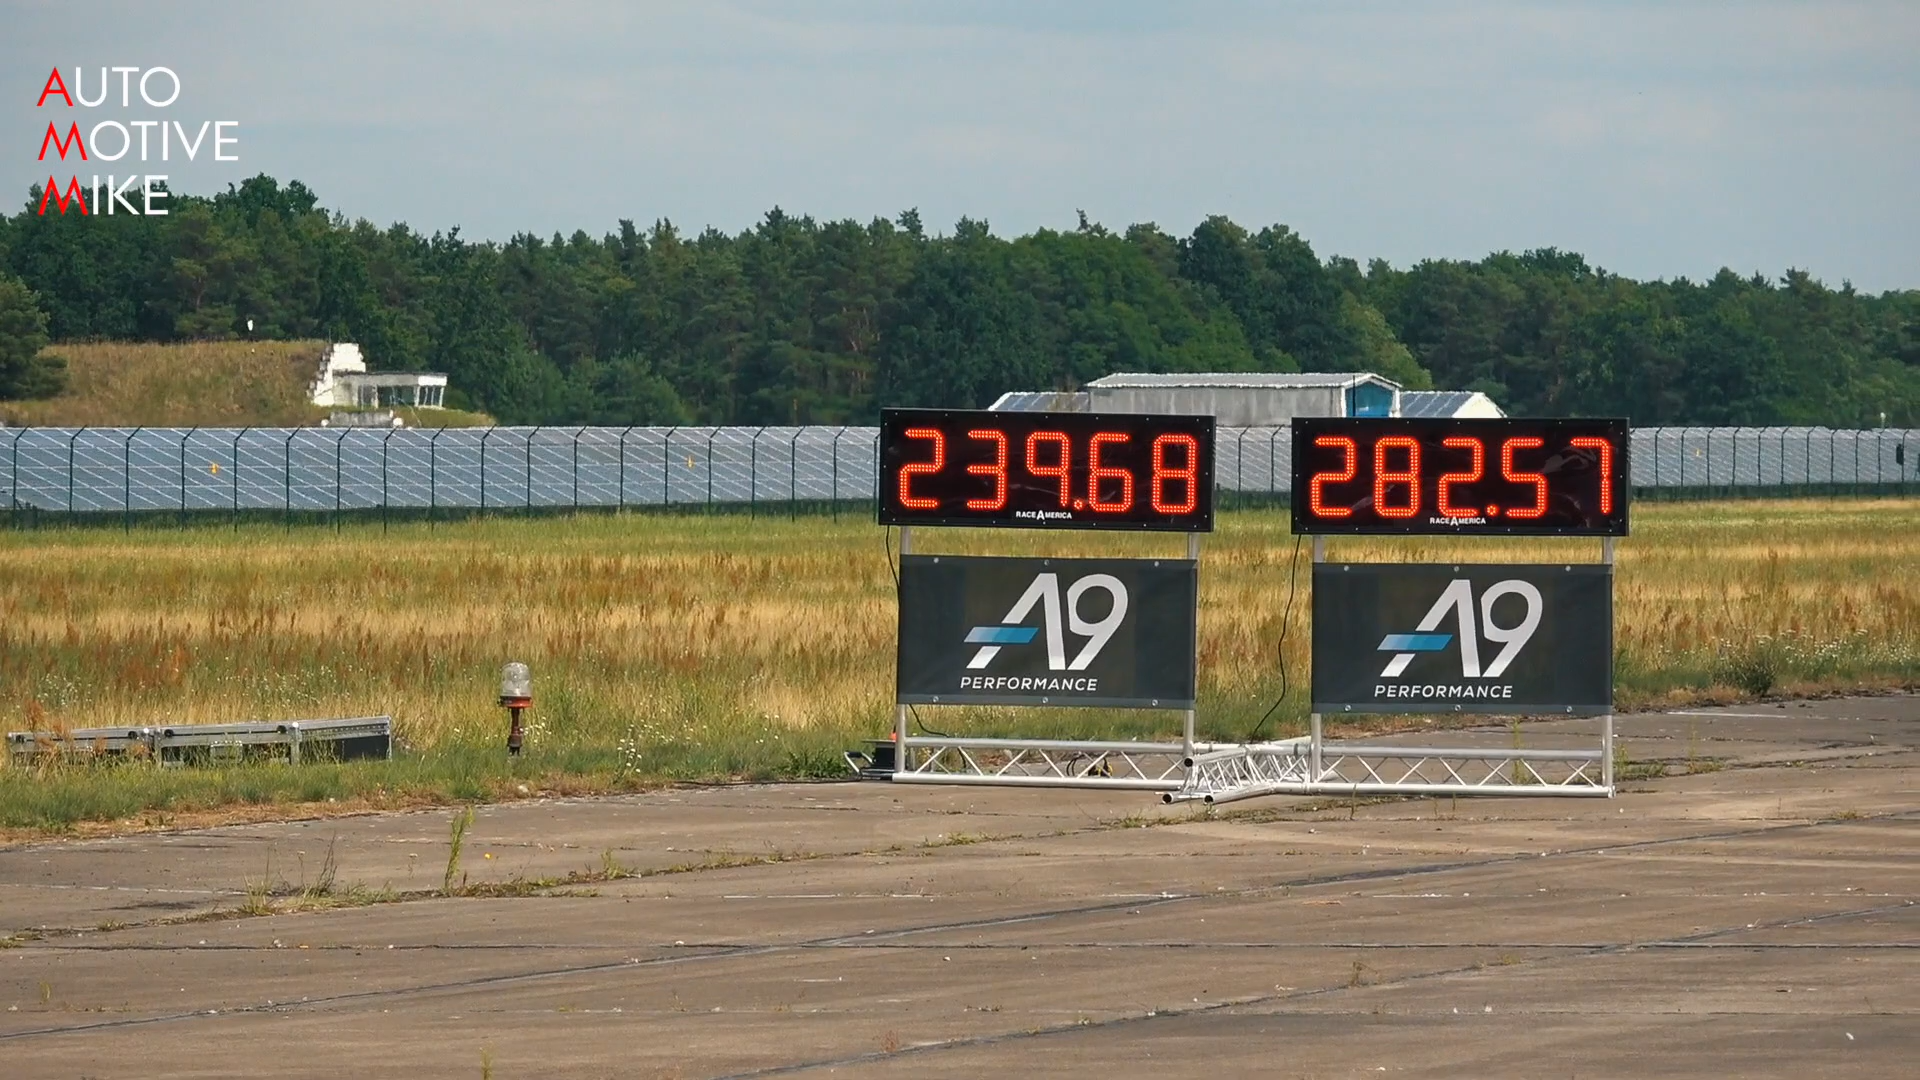 AUTO
MOTIVE
MIKE
239.68
RACEAMERICA
A9
PERFORMANCE
282.57
RACEAMERICA
A9
PERFORMANCE